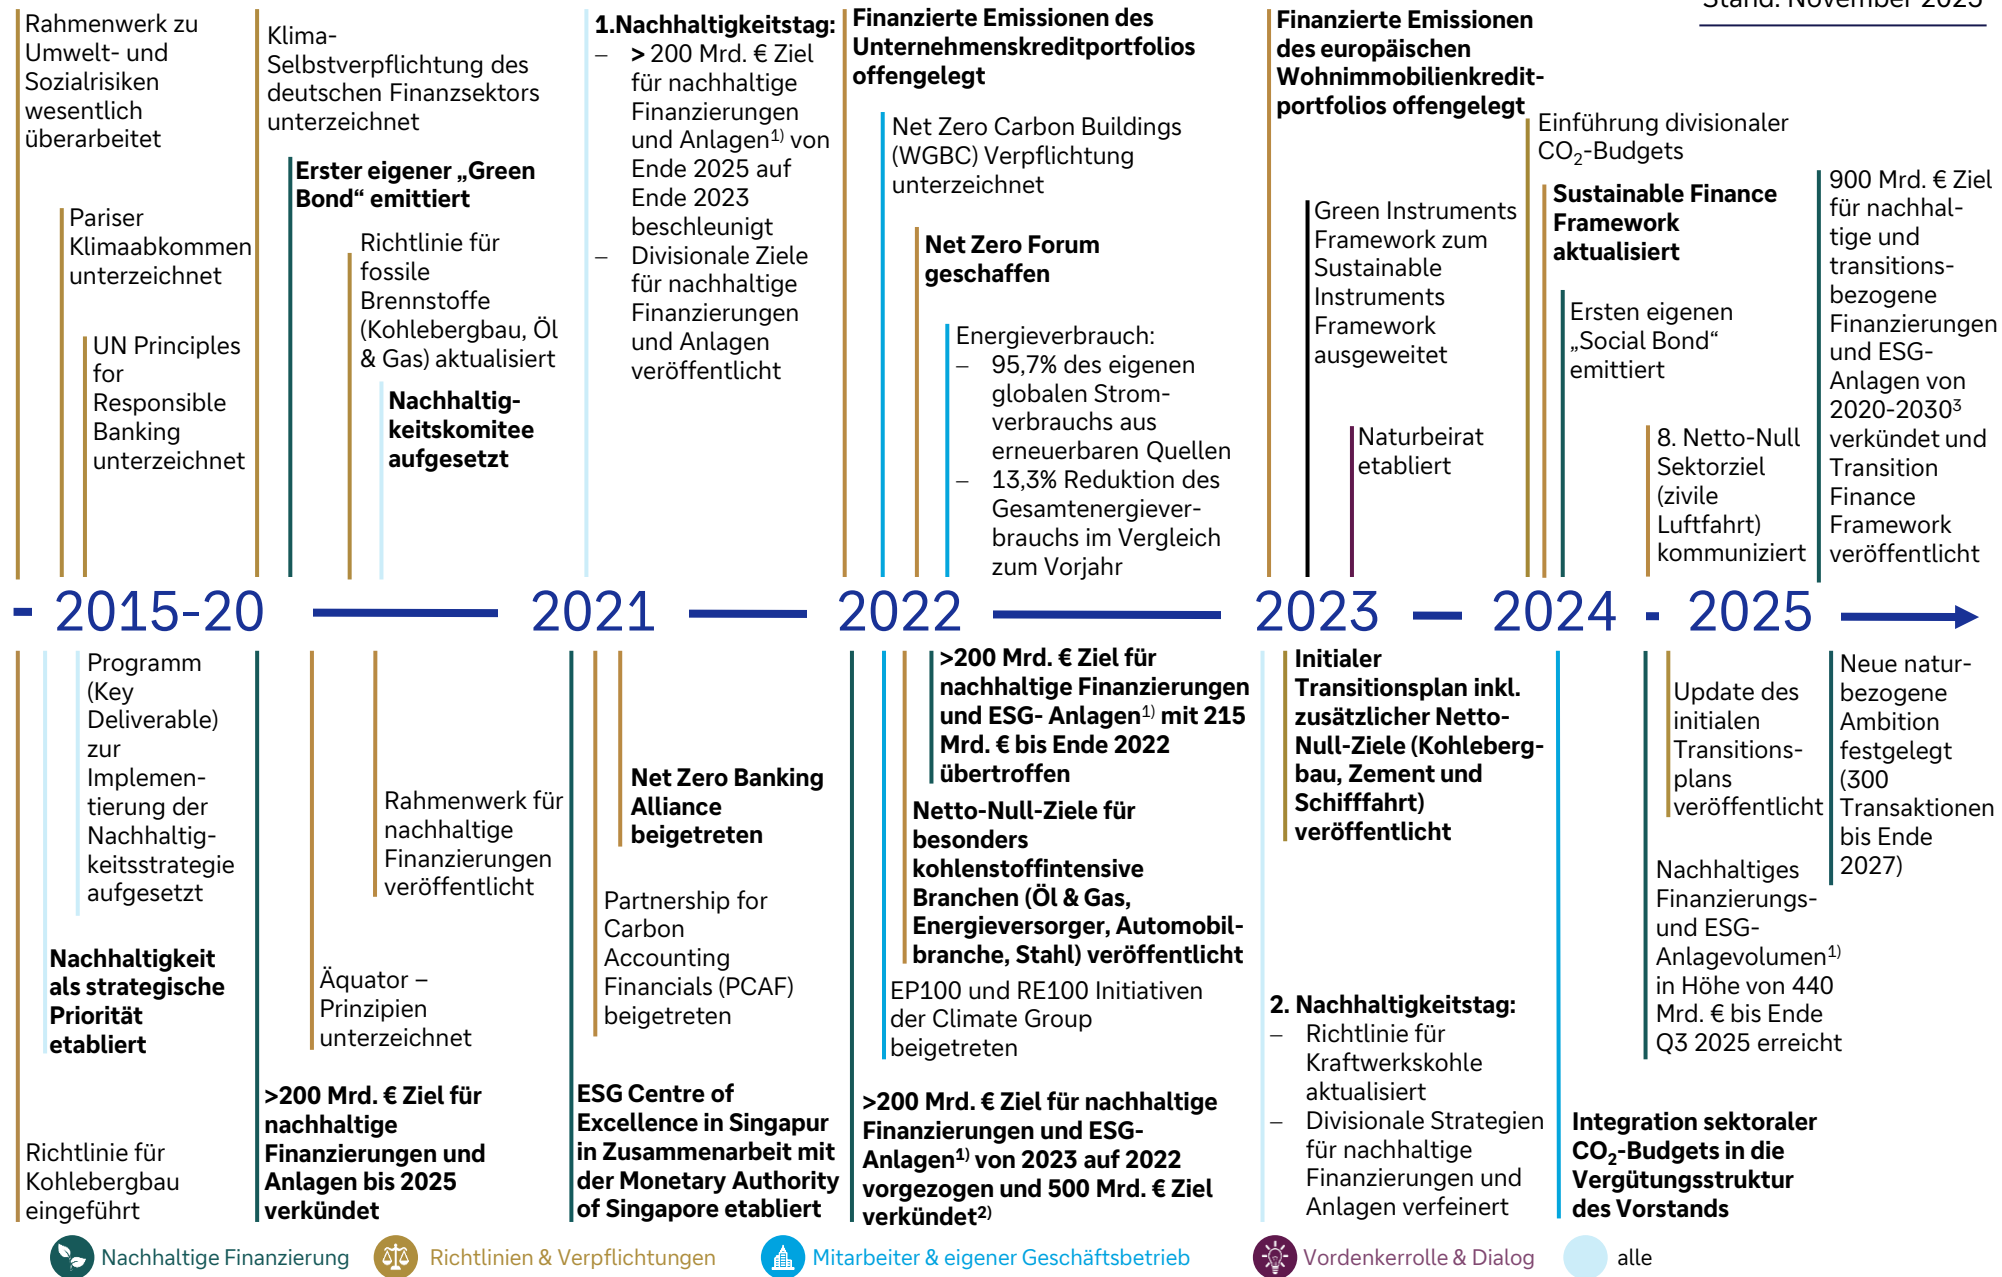 Stand: November 2025
Rahmenwerk zu
Umwelt- und
Sozialrisiken
wesentlich
überarbeitet
Pariser
Klimaabkommen
unterzeichnet
UN Principles
for
Responsible
Banking
unterzeichnet
Klima-
Selbstverpflichtung des
deutschen Finanzsektors
unterzeichnet
Erster eigener „Green
Bond“ emittiert
Richtlinie für
fossile
Brennstoffe
(Kohlebergbau, Öl
& Gas) aktualisiert
Nachhaltig-
keitskomitee
aufgesetzt
1.Nachhaltigkeitstag:
– > 200 Mrd. € Ziel
für nachhaltige
Finanzierungen
und Anlagen1) von
Ende 2025 auf
Ende 2023
beschleunigt
– Divisionale Ziele
für nachhaltige
Finanzierungen
und Anlagen
veröffentlicht
Finanzierte Emissionen des
Unternehmenskreditportfolios
offengelegt
Net Zero Carbon Buildings
(WGBC) Verpflichtung
unterzeichnet
Net Zero Forum
geschaffen
Energieverbrauch:
– 95,7% des eigenen
globalen Strom-
verbrauchs aus
erneuerbaren Quellen
– 13,3% Reduktion des
Gesamtenergiever-
brauchs im Vergleich
zum Vorjahr
Finanzierte Emissionen
des europäischen
Wohnimmobilienkredit-
portfolios offengelegt
Green Instruments
Framework zum
Sustainable
Instruments
Framework
ausgeweitet
Naturbeirat
etabliert
Einführung divisionaler
CO2-Budgets
Sustainable Finance
Framework
aktualisiert
Ersten eigenen
„Social Bond“
emittiert
8. Netto-Null
Sektorziel
(zivile
Luftfahrt)
kommuniziert
900 Mrd. € Ziel
für nachhal-
tige und
transitions-
bezogene
Finanzierungen
und ESG-
Anlagen von
2020-20303
verkündet und
Transition
Finance
Framework
veröffentlicht
2015-20 2021 2022 2023 2024 2025
Programm
(Key
Deliverable)
zur
Implemen-
tierung der
Nachhaltig-
keitsstrategie
aufgesetzt
Nachhaltigkeit
als strategische
Priorität
etabliert
Richtlinie für
Kohlebergbau
eingeführt
Rahmenwerk für
nachhaltige
Finanzierungen
veröffentlicht
Äquator –
Prinzipien
unterzeichnet
>200 Mrd. € Ziel für
nachhaltige
Finanzierungen und
Anlagen bis 2025
verkündet
Net Zero Banking
Alliance
beigetreten
Partnership for
Carbon
Accounting
Financials (PCAF)
beigetreten
ESG Centre of
Excellence in Singapur
in Zusammenarbeit mit
der Monetary Authority
of Singapore etabliert
>200 Mrd. € Ziel für
nachhaltige Finanzierungen
und ESG- Anlagen1) mit 215
Mrd. € bis Ende 2022
übertroffen
Netto-Null-Ziele für
besonders
kohlenstoffintensive
Branchen (Öl & Gas,
Energieversorger, Automobil-
branche, Stahl) veröffentlicht
EP100 und RE100 Initiativen
der Climate Group
beigetreten
>200 Mrd. € Ziel für nachhaltige
Finanzierungen und ESG-
Anlagen1) von 2023 auf 2022
vorgezogen und 500 Mrd. € Ziel
verkündet2)
Initialer
Transitionsplan inkl.
zusätzlicher Netto-
Null-Ziele (Kohleberg-
bau, Zement und
Schifffahrt)
veröffentlicht
2. Nachhaltigkeitstag:
– Richtlinie für
Kraftwerkskohle
aktualisiert
– Divisionale Strategien
für nachhaltige
Finanzierungen und
Anlagen verfeinert
Integration sektoraler
CO2-Budgets in die
Vergütungsstruktur
des Vorstands
Update des
initialen
Transitions-
plans
veröffentlicht
Nachhaltiges
Finanzierungs-
und ESG-
Anlagevolumen1)
in Höhe von 440
Mrd. € bis Ende
Q3 2025 erreicht
Neue natur-
bezogene
Ambition
festgelegt
(300
Transaktionen
bis Ende
2027)
Nachhaltige Finanzierung
Richtlinien & Verpflichtungen
Mitarbeiter & eigener Geschäftsbetrieb
Vordenkerrolle & Dialog
alle